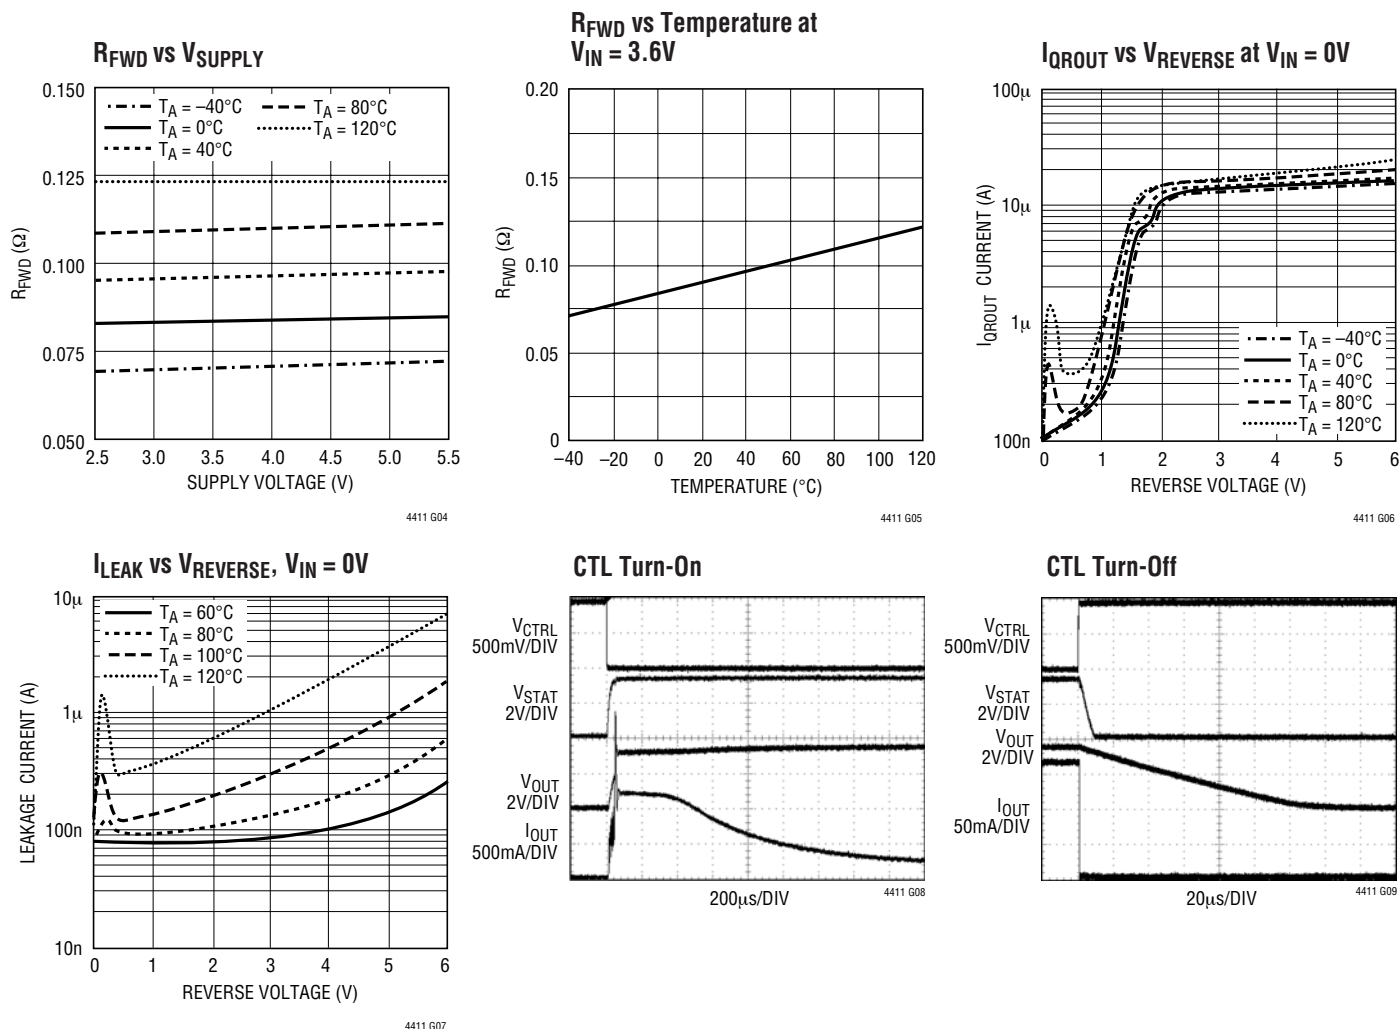 RFWD vs VSUPPLY
0.150
0.125
0.100
0.075
0.050
RFWD (Ω)
TA = –40°C
TA = 0°C
TA = 40°C
TA = 80°C
TA = 120°C
2.5 3.0 3.5 4.0 4.5 5.0 5.5
SUPPLY VOLTAGE (V)
4411 G04
RFWD vs Temperature at
VIN = 3.6V
0.20
0.15
0.10
0.05
0
RFWD (Ω)
–40 –20 0 20 40 60 80 100 120
TEMPERATURE (°C)
4411 G05
IQROUT vs VREVERSE at VIN = 0V
100µ
10µ
1µ
100n
IQROUT CURRENT (A)
TA = –40°C
TA = 0°C
TA = 40°C
TA = 80°C
TA = 120°C
0 1 2 3 4 5 6
REVERSE VOLTAGE (V)
4411 G06
ILEAK vs VREVERSE, VIN = 0V
10µ
1µ
100n
10n
LEAKAGE CURRENT (A)
TA = 60°C
TA = 80°C
TA = 100°C
TA = 120°C
0 1 2 3 4 5 6
REVERSE VOLTAGE (V)
4411 G07
CTL Turn-On
VCTRL
500mV/DIV
VSTAT
2V/DIV
VOUT
2V/DIV
IOUT
500mA/DIV
200µs/DIV
4411 G08
CTL Turn-Off
VCTRL
500mV/DIV
VSTAT
2V/DIV
VOUT
2V/DIV
IOUT
50mA/DIV
20µs/DIV
4411 G09